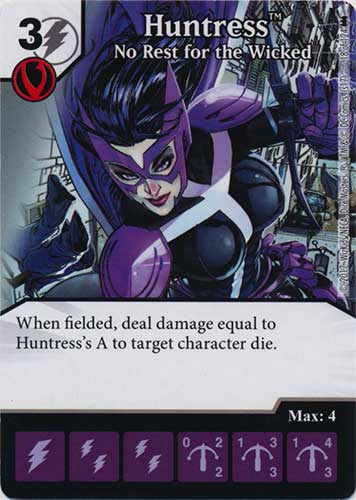 3
Huntress™
No Rest for the Wicked
When fielded, deal damage equal to
Huntress's A to target character die.
Max: 4
0 2 2
1 3 3
1 4 3